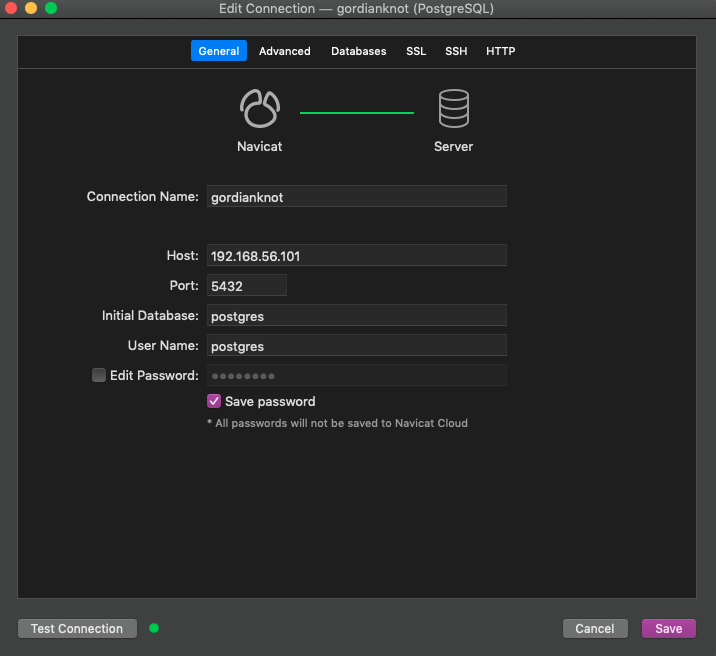 Edit Connection — gordianknot (PostgreSQL)
General Advanced Databases SSL SSH HTTP
Navicat Server
Connection Name: gordianknot
Host: 192.168.56.101
Port: 5432
Initial Database: postgres
User Name: postgres
Edit Password: ●●●●●●●●
Save password
* All passwords will not be saved to Navicat Cloud
Test Connection Cancel Save